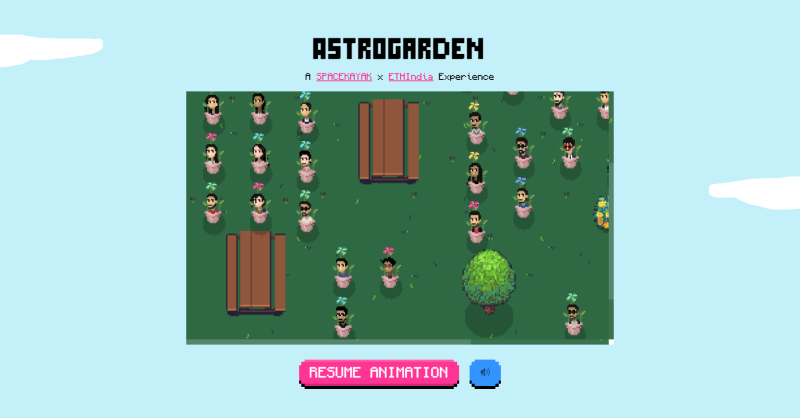 ASTROGARDEN
A SPACEKAYAK x ETHIndia Experience
RESUME ANIMATION